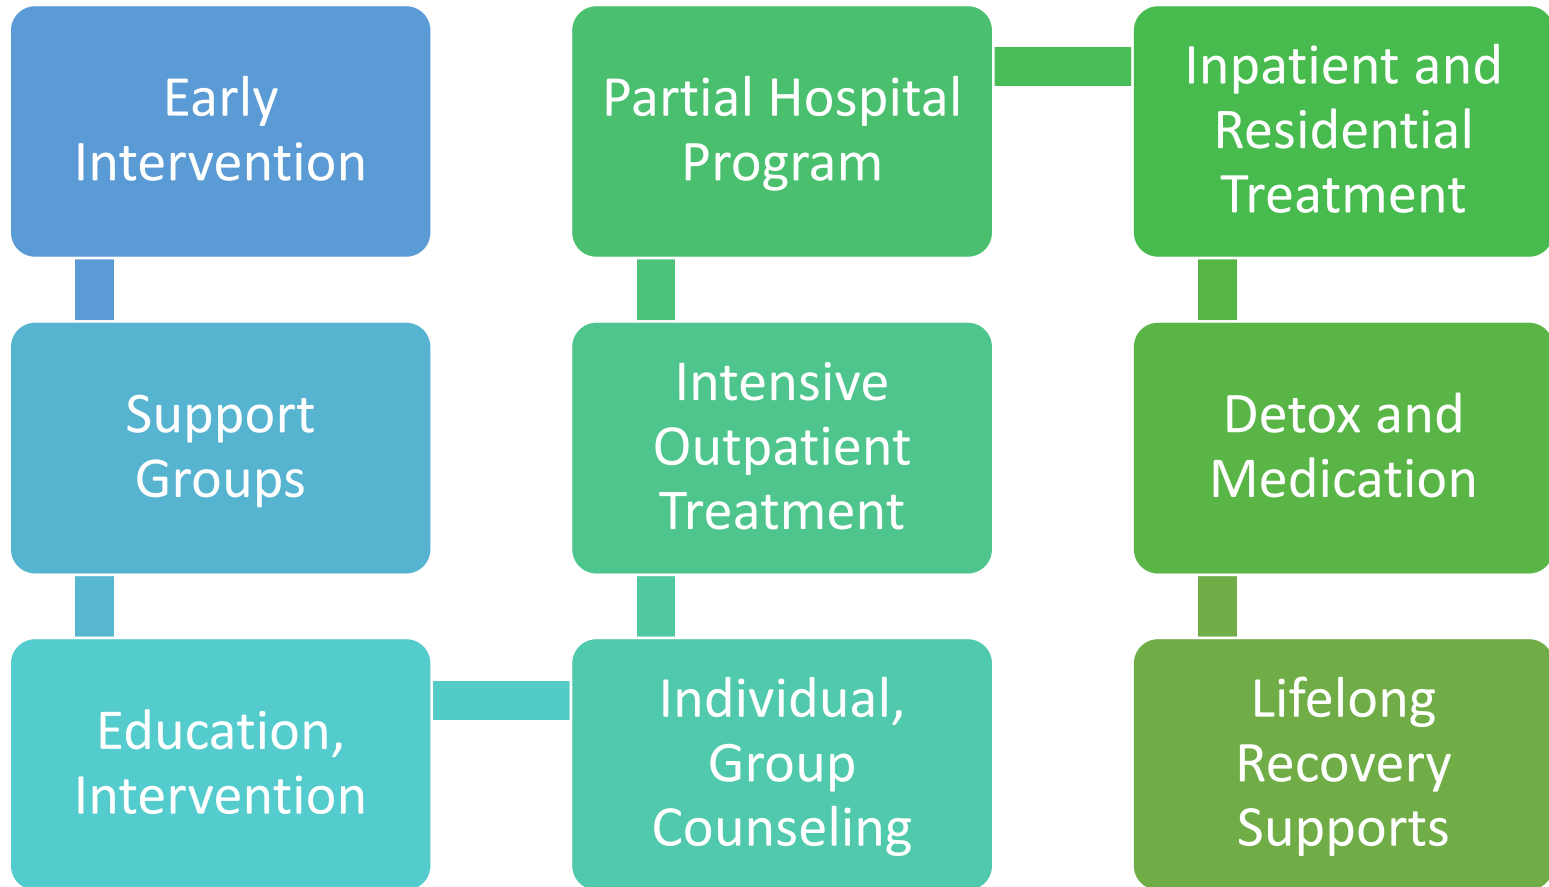 Early
Intervention
Support
Groups
Education,
Intervention
Individual,
Group
Counseling
Intensive
Outpatient
Treatment
Partial Hospital
Program
Inpatient and
Residential
Treatment
Detox and
Medication
Lifelong
Recovery
Supports